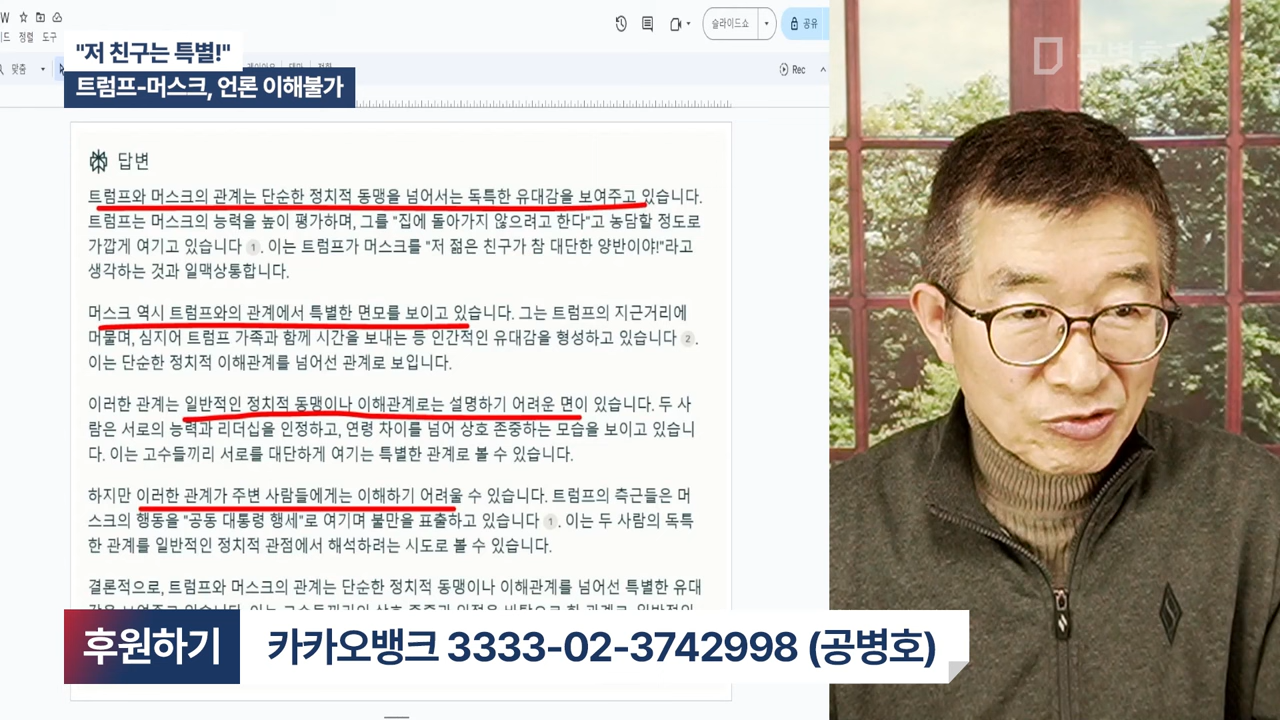 W
정렬 도구
슬라이드쇼
공유
맞춤
Rec
"저 친구는 특별!"
트럼프-머스크, 언론 이해불가
공병호TV
답변
트럼프와 머스크의 관계는 단순한 정치적 동맹을 넘어서는 독특한 유대감을 보여주고 있습니다.
트럼프는 머스크의 능력을 높이 평가하며, 그를 "집에 돌아가지 않으려고 한다"고 농담할 정도로
가깝게 여기고 있습니다 1. 이는 트럼프가 머스크를 "저 젊은 친구가 참 대단한 양반이야!"라고
생각하는 것과 일맥상통합니다.
머스크 역시 트럼프와의 관계에서 특별한 면모를 보이고 있습니다. 그는 트럼프의 지근거리에
머물며, 심지어 트럼프 가족과 함께 시간을 보내는 등 인간적인 유대감을 형성하고 있습니다 2.
이는 단순한 정치적 이해관계를 넘어선 관계로 보입니다.
이러한 관계는 일반적인 정치적 동맹이나 이해관계로는 설명하기 어려운 면이 있습니다. 두 사
람은 서로의 능력과 리더십을 인정하고, 연령 차이를 넘어 상호 존중하는 모습을 보이고 있습니
다. 이는 고수들끼리 서로를 대단하게 여기는 특별한 관계로 볼 수 있습니다.
하지만 이러한 관계가 주변 사람들에게는 이해하기 어려울 수 있습니다. 트럼프의 측근들은 머
스크의 행동을 "공동 대통령 행세"로 여기며 불만을 표출하고 있습니다 1. 이는 두 사람의 독특
한 관계를 일반적인 정치적 관점에서 해석하려는 시도로 볼 수 있습니다.
결론적으로, 트럼프와 머스크의 관계는 단순한 정치적 동맹이나 이해관계를 넘어선 특별한 유대
후원하기
카카오뱅크 3333-02-3742998 (공병호)